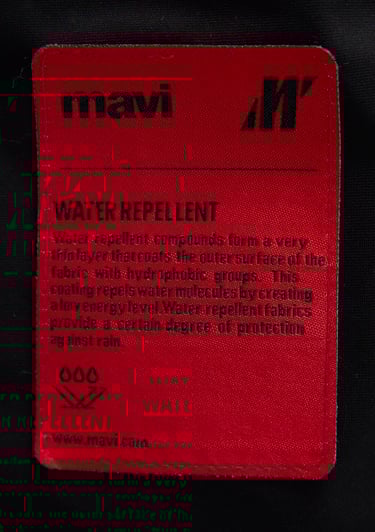 mavi
WATER REPELLENT
Water repellent compounds form a very
thin layer that coats the outer surface of the
fabric with hydrophobic groups. This
coating repels water molecules by creating
a low energy level. Water repellent fabrics
provide a certain degree of protection
against rain.
www.mavi.com